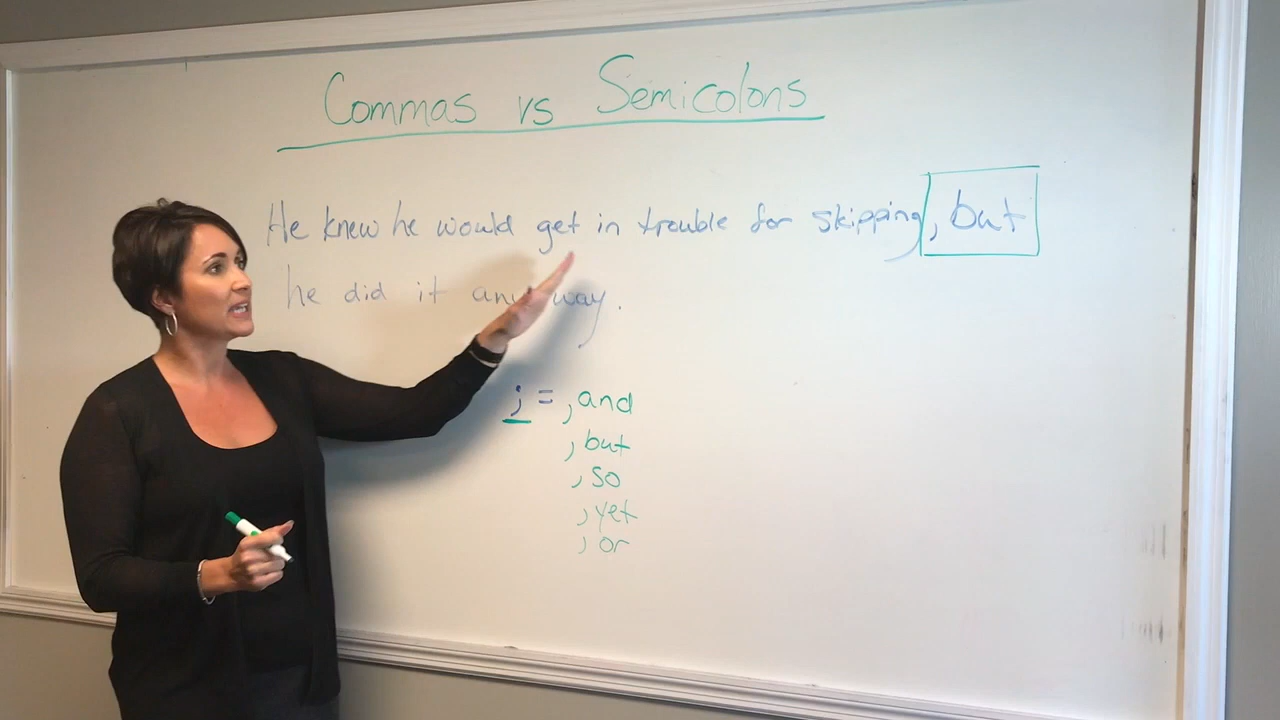 Commas vs Semicolons
He knew he would get in trouble for skipping, but
he did it anyway.
; = , and
, but
, so
, yet
, or